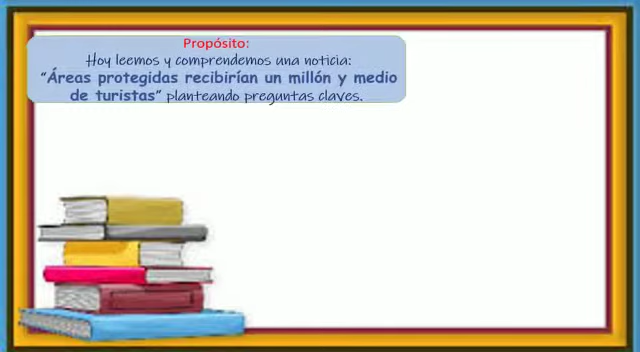 Propósito:
Hoy leemos y comprendemos una noticia:
“Áreas protegidas recibirían un millón y medio
de turistas” planteando preguntas claves.